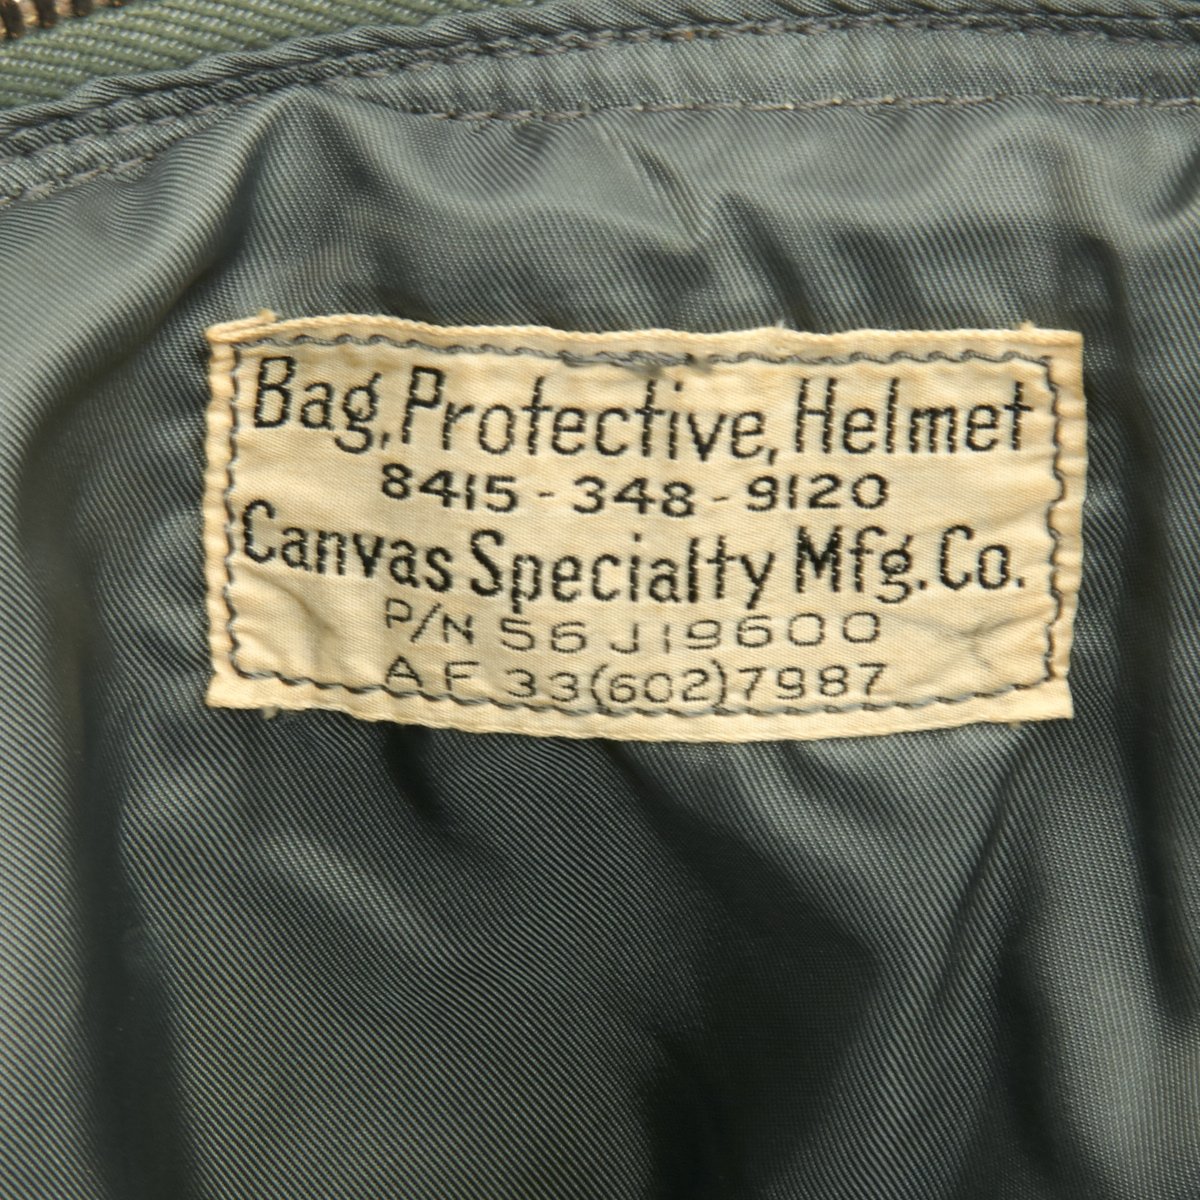 Bag, Protective, Helmet
8415-348-9120
Canvas Specialty Mfg. Co.
P/N 56J19600
AF 33(602)7987